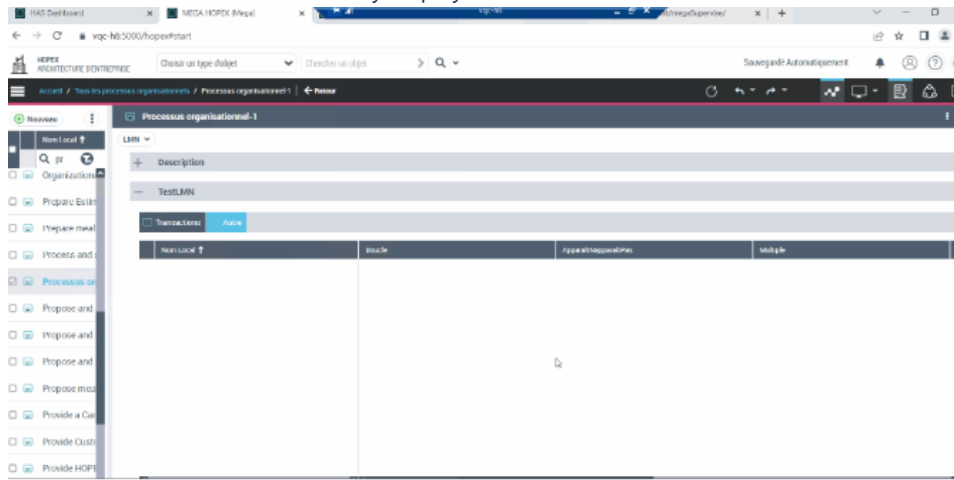 HAS Dashboard
MEGA HOPEX (Mega)
vqc-h6
vqc-h6:5000/hopex#start
HOPEX
ARCHITECTURE D'ENTREPRISE
Choisir un type d'objet
Chercher un objet
Sauvegardé Automatiquement
Accueil / Tous les processus organisationnels / Processus organisationnel-1
Retour
Nouveau
Processus organisationnel-1
Nom Local
LMN
pr
Description
Organization
Prepare Estim
TestLMN
Prepare meal
Transactions
Autre
Process and
Nom Local
Boucle
Multiple
Processus or
Propose and
Propose and
Propose and
Propose mea
Provide a Car
Provide Custo
Provide HOPE